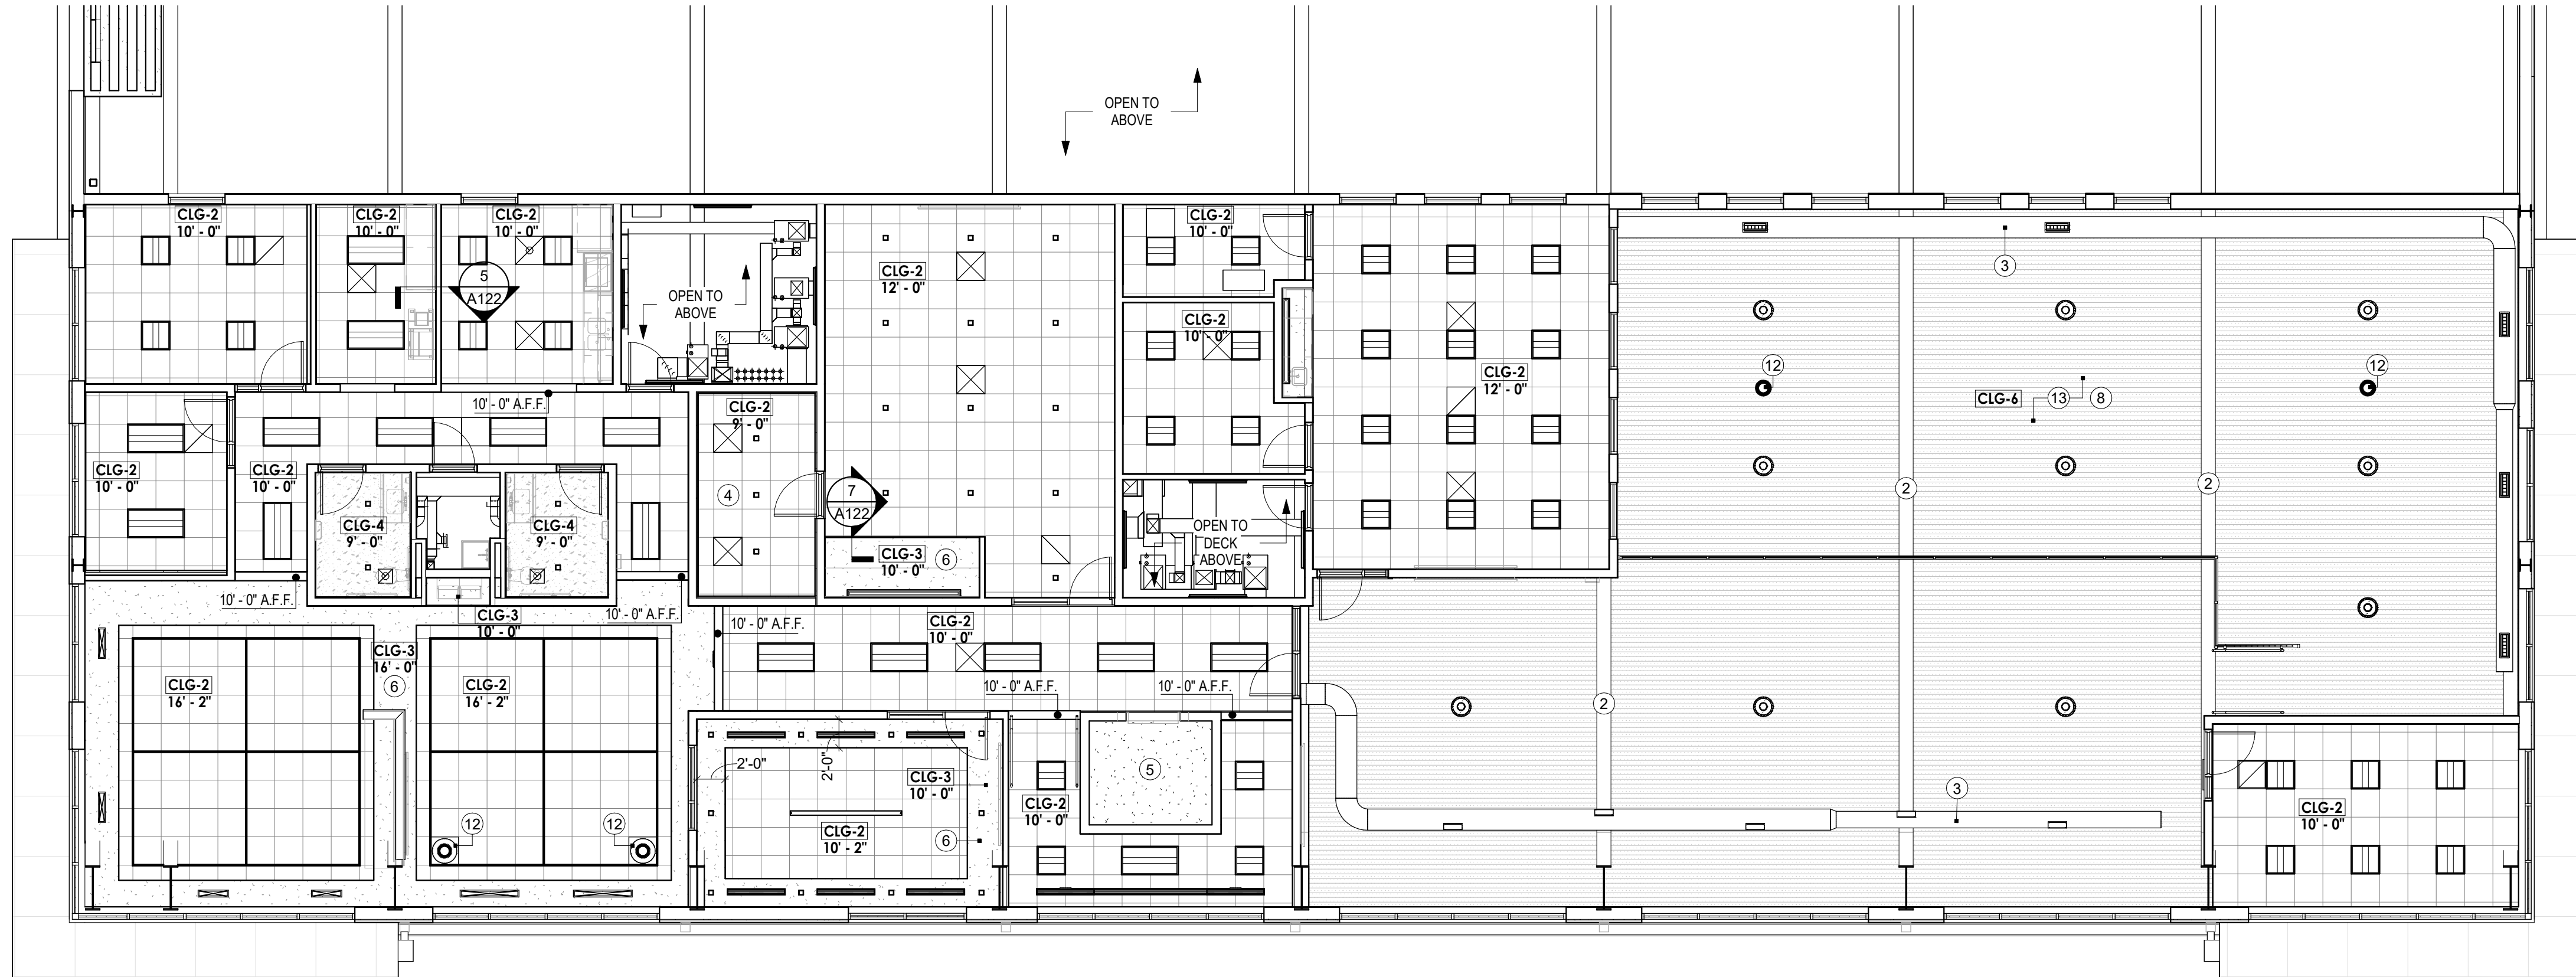 OPEN TO
ABOVE
CLG-2
10' - 0"
CLG-2
10' - 0"
CLG-2
10' - 0"
5
A122
OPEN TO
ABOVE
CLG-2
12' - 0"
CLG-2
10' - 0"
CLG-2
10' - 0"
CLG-2
12' - 0"
3
12
12
CLG-6
13
8
2
2
10' - 0" A.F.F.
CLG-2
9' - 0"
4
7
A122
CLG-2
10' - 0"
CLG-2
10' - 0"
CLG-4
9' - 0"
CLG-4
9' - 0"
CLG-3
10' - 0"
6
OPEN TO
DECK
ABOVE
10' - 0" A.F.F.
CLG-3
10' - 0"
10' - 0" A.F.F.
10' - 0" A.F.F.
CLG-2
10' - 0"
CLG-3
16' - 0"
6
CLG-2
16' - 2"
CLG-2
16' - 2"
10' - 0" A.F.F.
10' - 0" A.F.F.
2
2'-0"
2'-0"
CLG-3
10' - 0"
5
CLG-2
10' - 0"
3
CLG-2
10' - 0"
12
12
CLG-2
10' - 2"
6